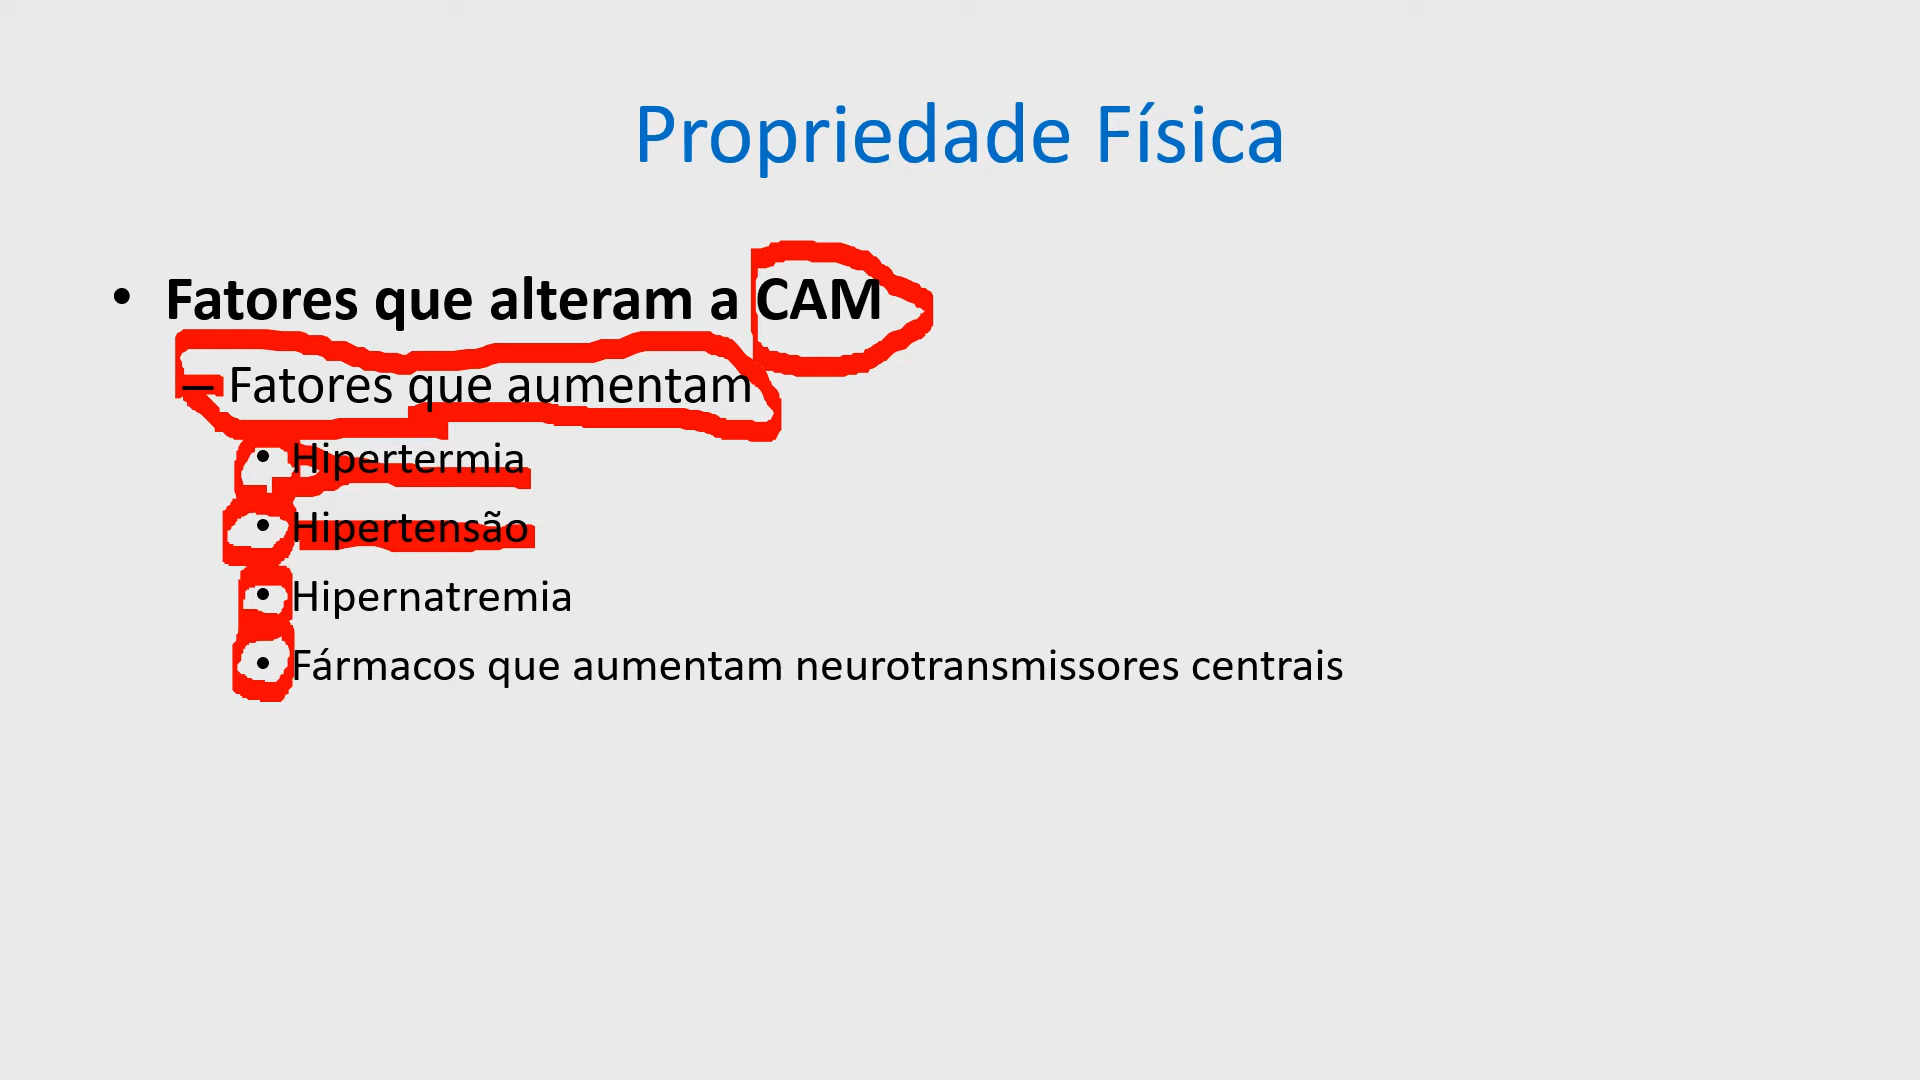 Propriedade Física
• Fatores que alteram a CAM
– Fatores que aumentam
• Hipertermia
• Hipertensão
• Hipernatremia
• Fármacos que aumentam neurotransmissores centrais